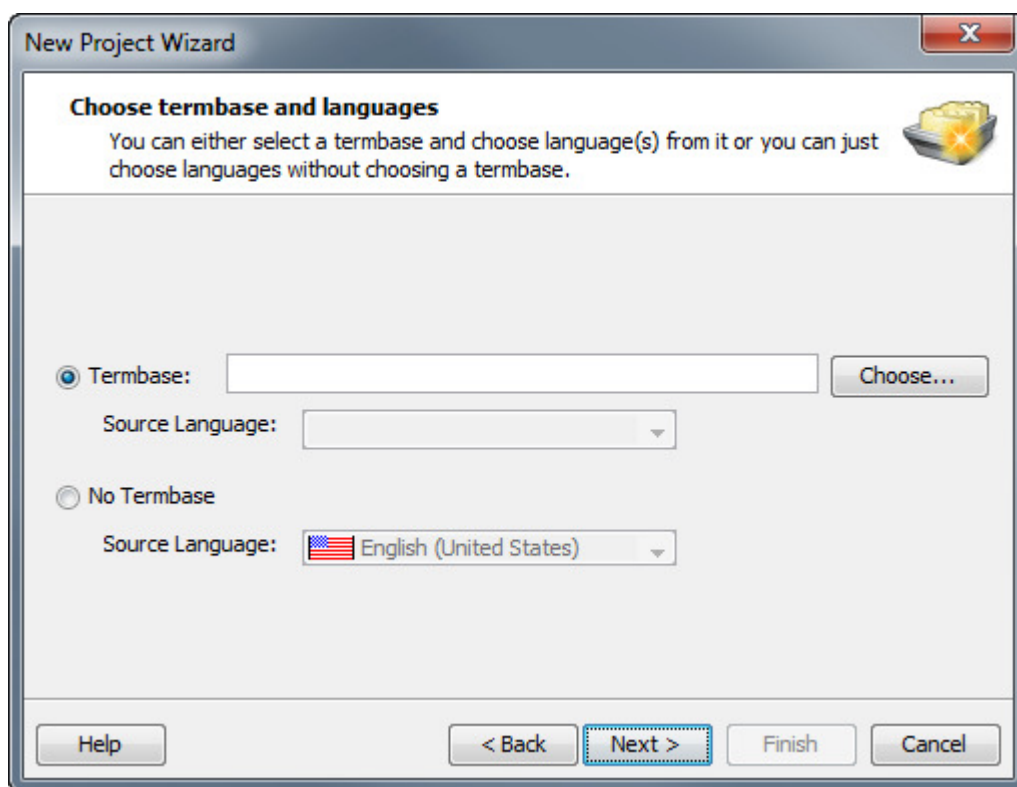 New Project Wizard
Choose termbase and languages
You can either select a termbase and choose language(s) from it or you can just
choose languages without choosing a termbase.
Termbase:
Choose...
Source Language:
No Termbase
Source Language:
English (United States)
Help
< Back
Next >
Finish
Cancel